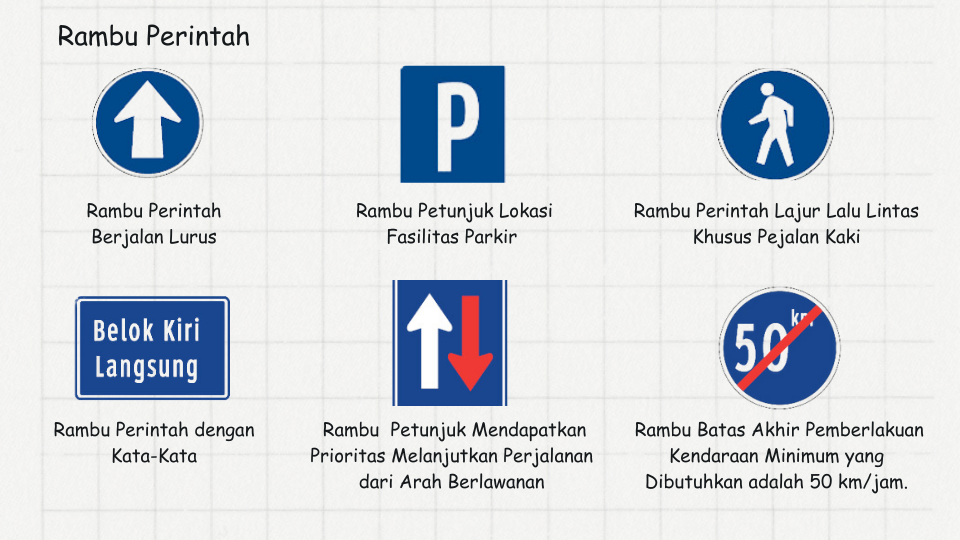 Rambu Perintah
P
Rambu Perintah
Berjalan Lurus
Rambu Petunjuk Lokasi
Fasilitas Parkir
Rambu Perintah Lajur Lalu Lintas
Khusus Pejalan Kaki
Belok Kiri
Langsung
50 km
Rambu Perintah dengan
Kata-Kata
Rambu Petunjuk Mendapatkan
Prioritas Melanjutkan Perjalanan
dari Arah Berlawanan
Rambu Batas Akhir Pemberlakuan
Kendaraan Minimum yang
Dibutuhkan adalah 50 km/jam.